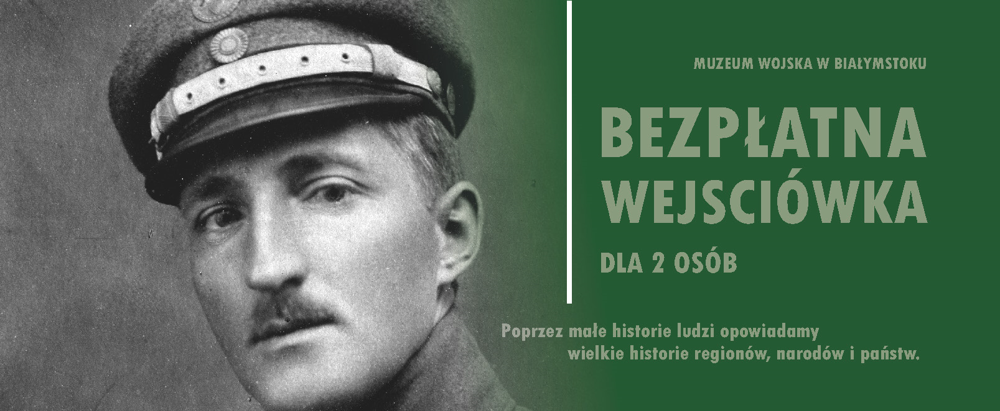 MUZEUM WOJSKA W BIAŁYMSTOKU
BEZPŁATNA
WEJSCIÓWKA
DLA 2 OSÓB
Poprzez małe historie ludzi opowiadamy
wielkie historie regionów, narodów i państw.